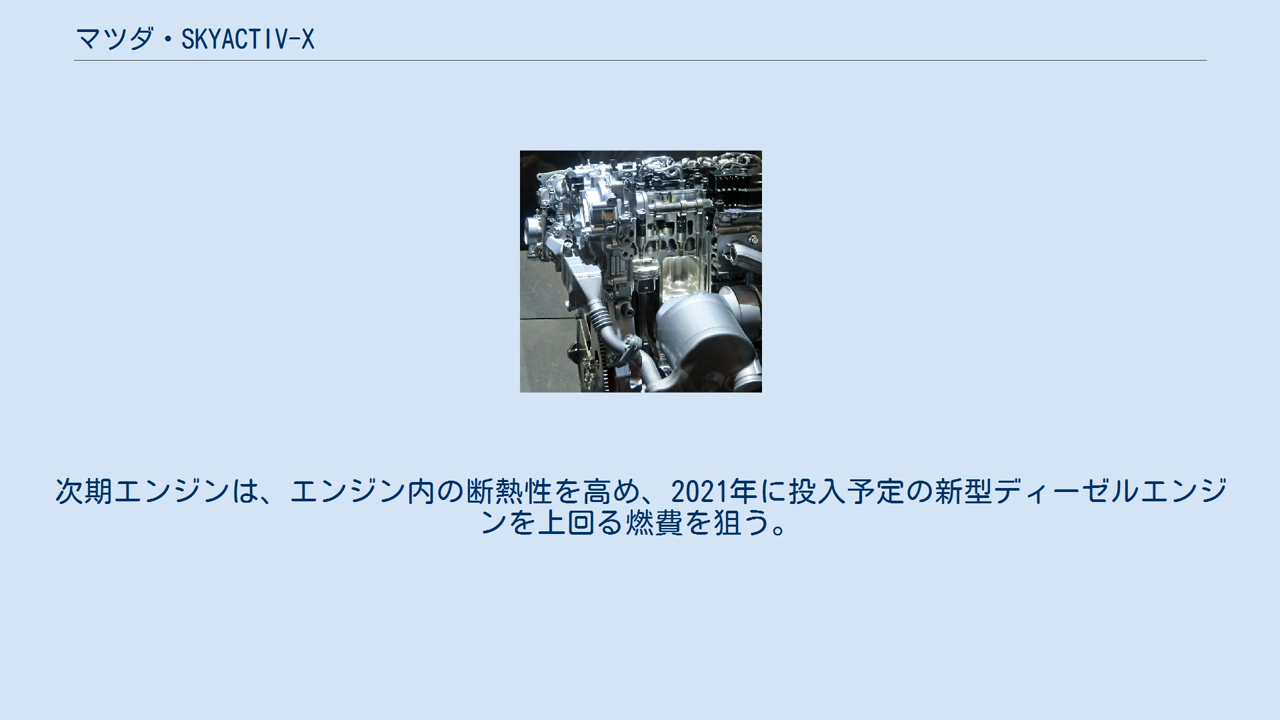 マツダ・SKYACTIV-X
次期エンジンは、エンジン内の断熱性を高め、2021年に投入予定の新型ディーゼルエンジ
ンを上回る燃費を狙う。